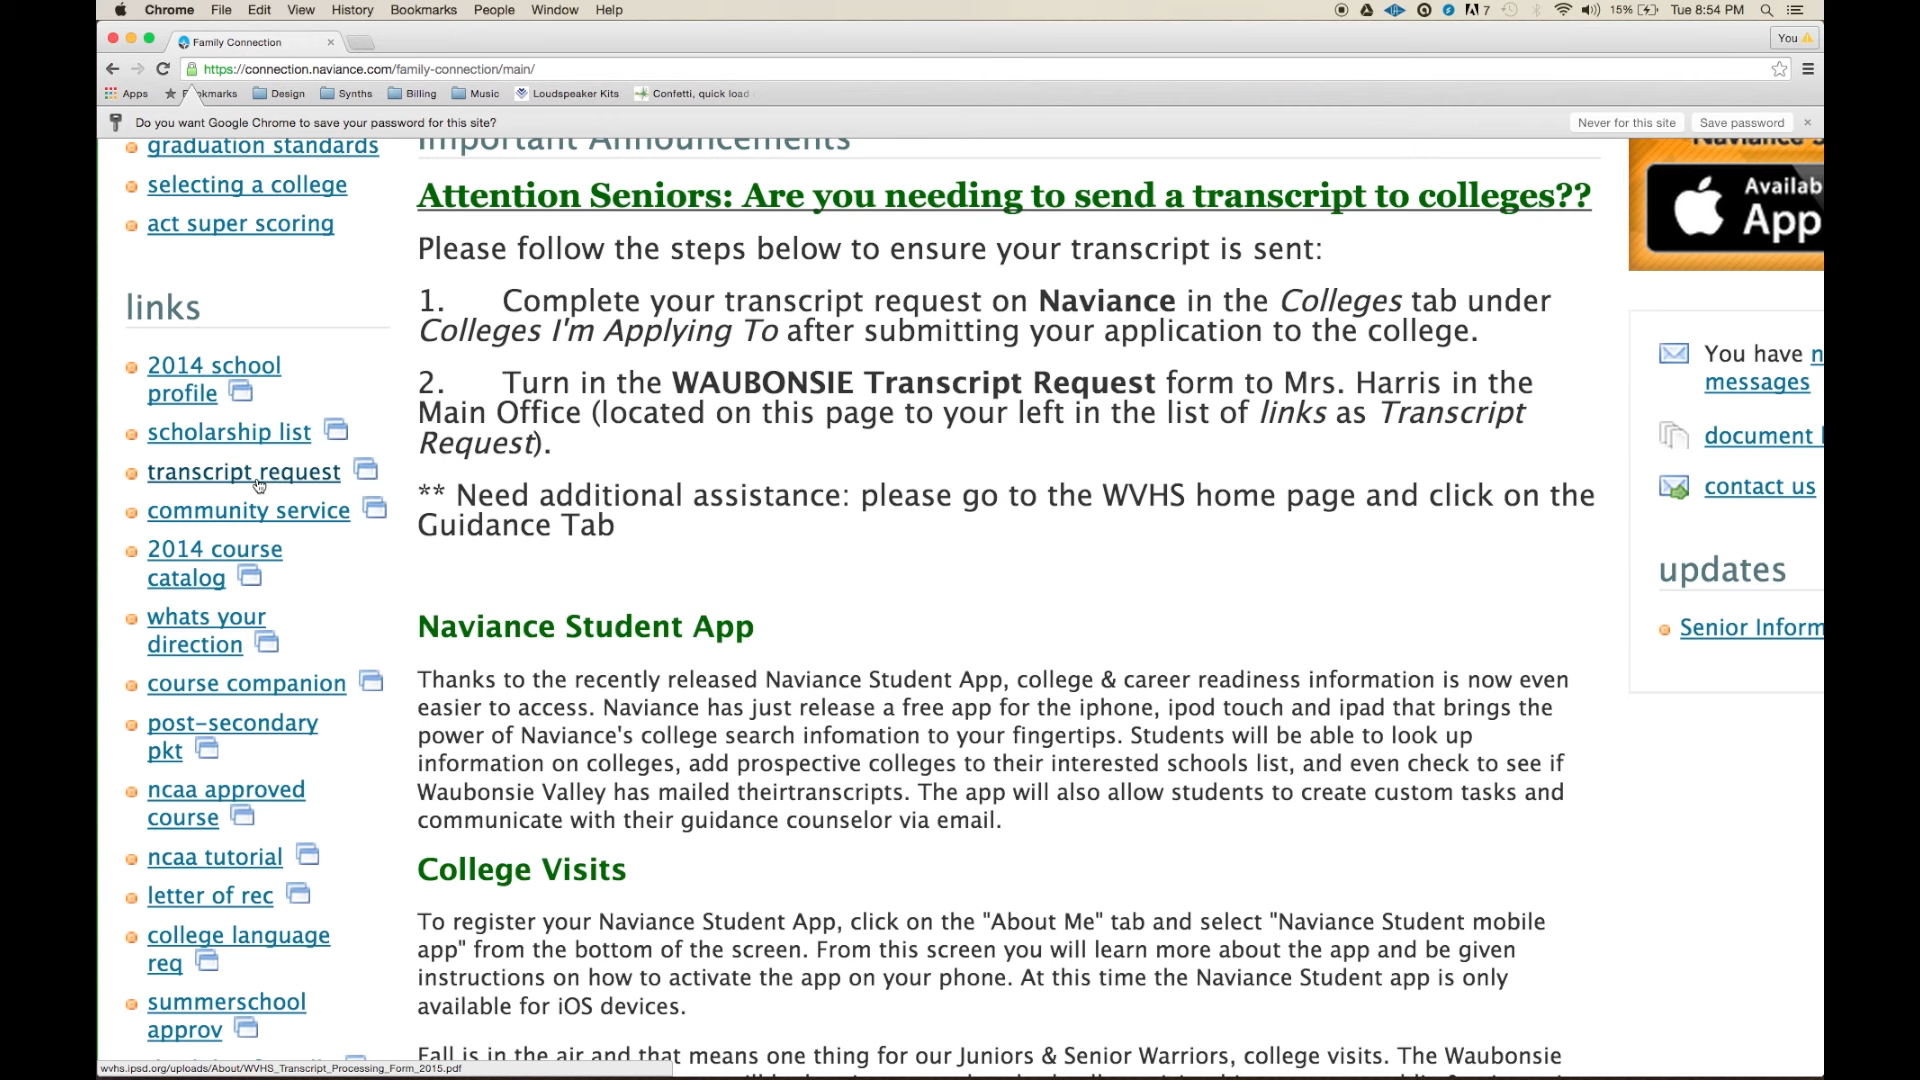 Chrome File Edit View History Bookmarks People Window Help
7 15% Tue 8:54 PM
Family Connection
You
https://connection.naviance.com/family-connection/main/
Apps kmarks Design Synths Billing Music Loudspeaker Kits Confetti, quick load
Do you want Google Chrome to save your password for this site?
Never for this site Save password
graduation standards
selecting a college
act super scoring
links
2014 school
profile
scholarship list
transcript request
community service
2014 course
catalog
whats your
direction
course companion
post-secondary
pkt
ncaa approved
course
ncaa tutorial
letter of rec
college language
req
summerschool
approv
Important Announcements
Attention Seniors: Are you needing to send a transcript to colleges??
Please follow the steps below to ensure your transcript is sent:
1. Complete your transcript request on Naviance in the Colleges tab under
Colleges I'm Applying To after submitting your application to the college.
2. Turn in the WAUBONSIE Transcript Request form to Mrs. Harris in the
Main Office (located on this page to your left in the list of links as Transcript
Request).
** Need additional assistance: please go to the WVHS home page and click on the
Guidance Tab
Naviance Student App
Thanks to the recently released Naviance Student App, college & career readiness information is now even
easier to access. Naviance has just release a free app for the iphone, ipod touch and ipad that brings the
power of Naviance's college search infomation to your fingertips. Students will be able to look up
information on colleges, add prospective colleges to their interested schools list, and even check to see if
Waubonsie Valley has mailed theirtranscripts. The app will also allow students to create custom tasks and
communicate with their guidance counselor via email.
College Visits
To register your Naviance Student App, click on the "About Me" tab and select "Naviance Student mobile
app" from the bottom of the screen. From this screen you will learn more about the app and be given
instructions on how to activate the app on your phone. At this time the Naviance Student app is only
available for iOS devices.
Fall is in the air and that means one thing for our Juniors & Senior Warriors, college visits. The Waubonsie
Naviance S
Availab
App
You have n
messages
document l
contact us
updates
Senior Inform
wvhs.ipsd.org/uploads/About/WVHS_Transcript_Processing_Form_2015.pdf